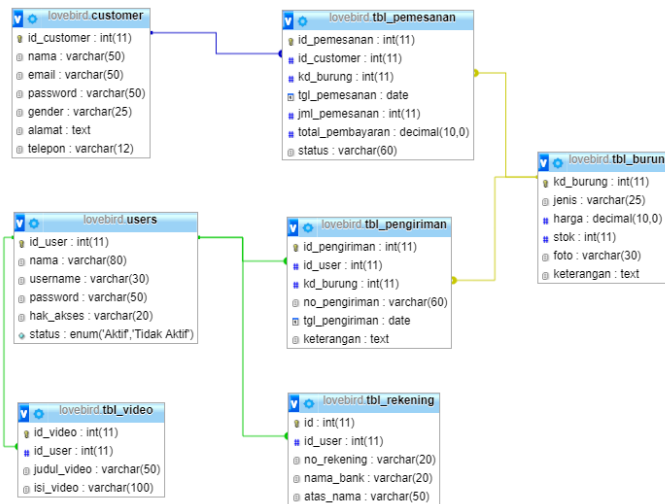 lovebird.customer
id_customer : int(11)
nama : varchar(50)
email : varchar(50)
password : varchar(50)
gender : varchar(25)
alamat : text
telepon : varchar(12)
lovebird.tbl_pemesanan
id_pemesanan : int(11)
id_customer : int(11)
kd_burung : int(11)
tgl_pemesanan : date
jml_pemesanan : int(11)
total_pembayaran : decimal(10,0)
status : varchar(60)
lovebird.tbl_burun
kd_burung : int(11)
jenis : varchar(25)
harga : decimal(10,0)
stok : int(11)
foto : varchar(30)
keterangan : text
lovebird.users
id_user : int(11)
nama : varchar(80)
username : varchar(30)
password : varchar(50)
hak_akses : varchar(20)
status : enum('Aktif','Tidak Aktif')
lovebird.tbl_pengiriman
id_pengiriman : int(11)
id_user : int(11)
kd_burung : int(11)
no_pengiriman : varchar(60)
tgl_pengiriman : date
keterangan : text
lovebird.tbl_video
id_video : int(11)
id_user : int(11)
judul_video : varchar(50)
isi_video : varchar(100)
lovebird.tbl_rekening
id : int(11)
id_user : int(11)
no_rekening : varchar(20)
nama_bank : varchar(20)
atas_nama : varchar(50)